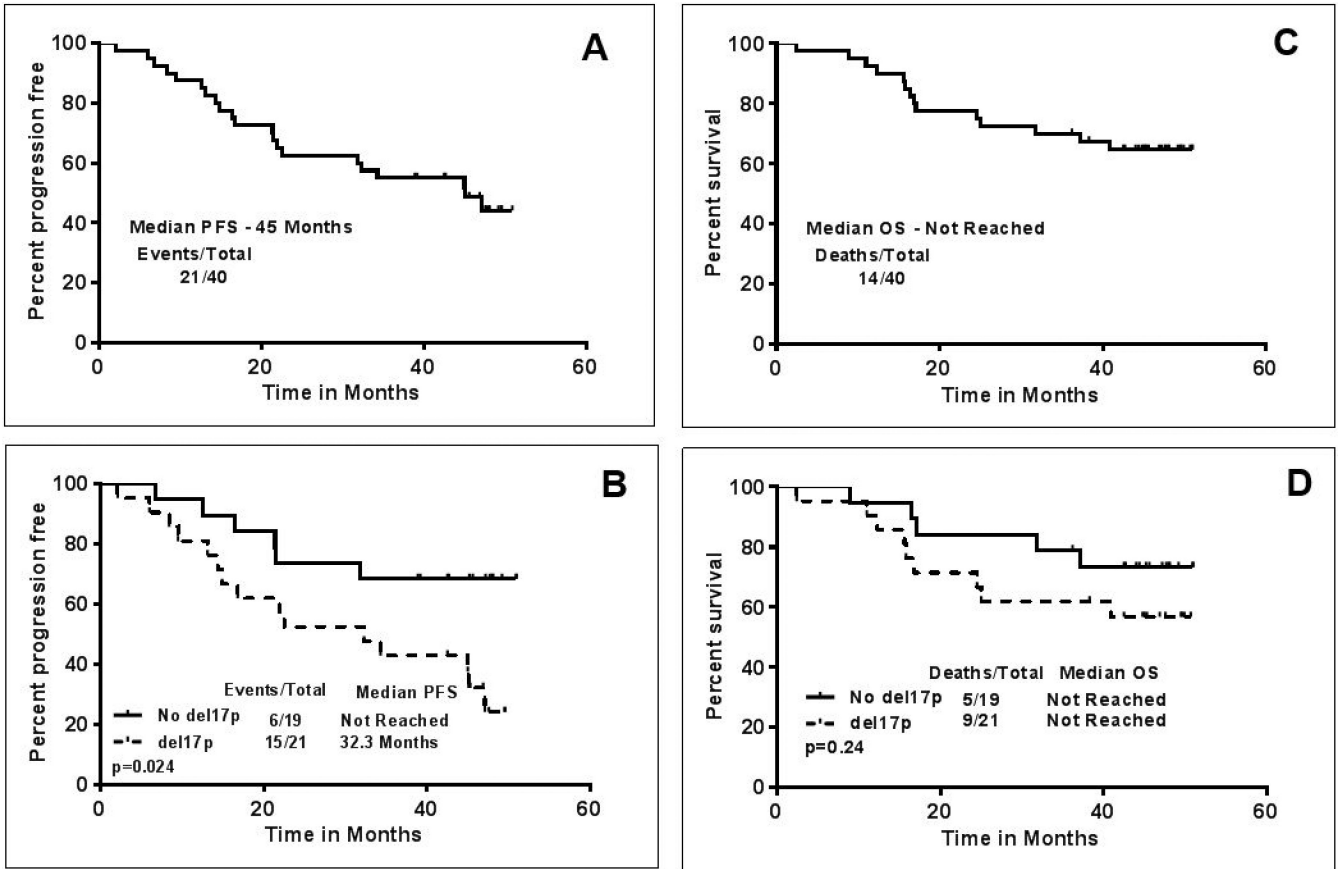 A
Percent progression free
100
80
60
40
20
0
Median PFS - 45 Months
Events/Total
21/40
0 20 40 60
Time in Months
C
Percent survival
100
80
60
40
20
0
Median OS - Not Reached
Deaths/Total
14/40
0 20 40 60
Time in Months
B
Percent progression free
100
80
60
40
20
0
Events/Total Median PFS
No del17p 6/19 Not Reached
del17p 15/21 32.3 Months
p=0.024
0 20 40 60
Time in Months
D
Percent survival
100
80
60
40
20
0
Deaths/Total Median OS
No del17p 5/19 Not Reached
del17p 9/21 Not Reached
p=0.24
0 20 40 60
Time in Months